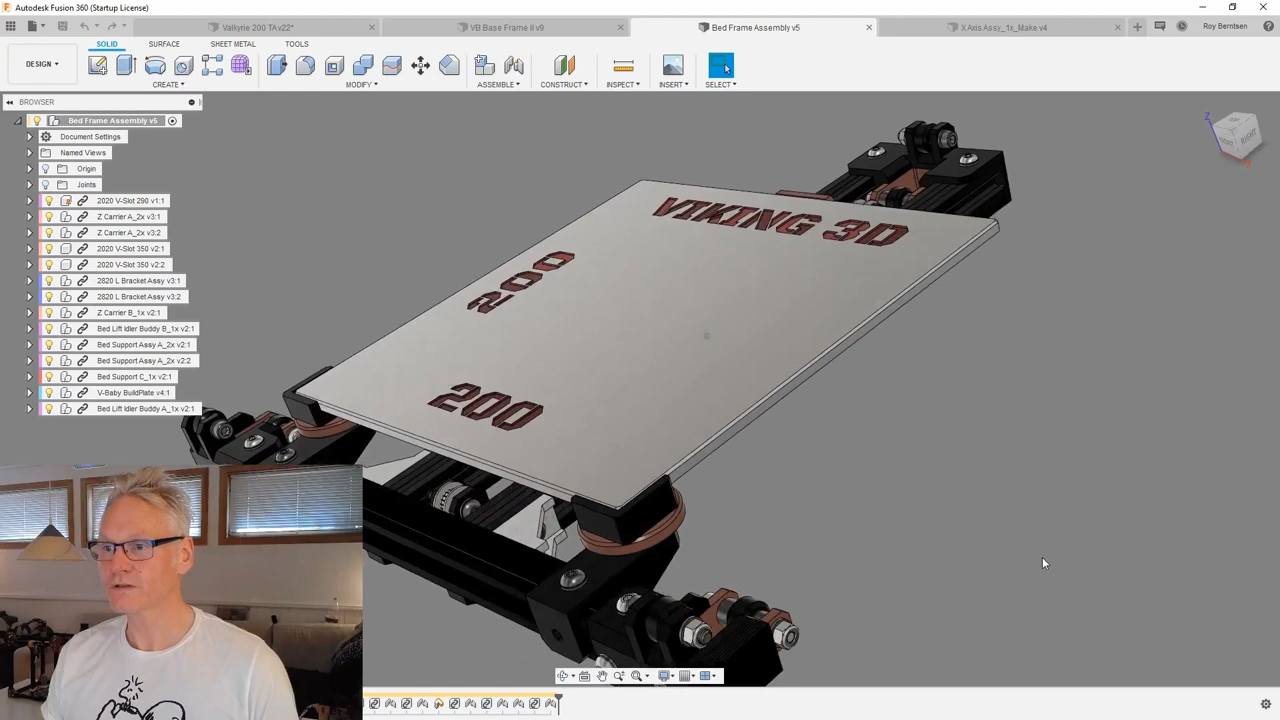 Autodesk Fusion 360 (Startup License)
Valkyrie 200 TA v22*
VB Base Frame II v9
Bed Frame Assembly v5
X Axis Assy_1x_Make v4
Roy Berntsen
DESIGN
SOLID
SURFACE
SHEET METAL
TOOLS
CREATE
MODIFY
ASSEMBLE
CONSTRUCT
INSPECT
INSERT
SELECT
BROWSER
Bed Frame Assembly v5
Document Settings
Named Views
Origin
Joints
2020 V-Slot 290 v1:1
Z Carrier A_2x v3:1
Z Carrier A_2x v3:2
2020 V-Slot 350 v2:1
2020 V-Slot 350 v2:2
2820 L Bracket Assy v3:1
2820 L Bracket Assy v3:2
Z Carrier B_1x v2:1
Bed Lift Idler Buddy B_1x v2:1
Bed Support Assy A_2x v2:1
Bed Support Assy A_2x v2:2
Bed Support C_1x v2:1
V-Baby BuildPlate v4:1
Bed Lift Idler Buddy A_1x v2:1
VIKING 3D
200
200
Z
RIGHT